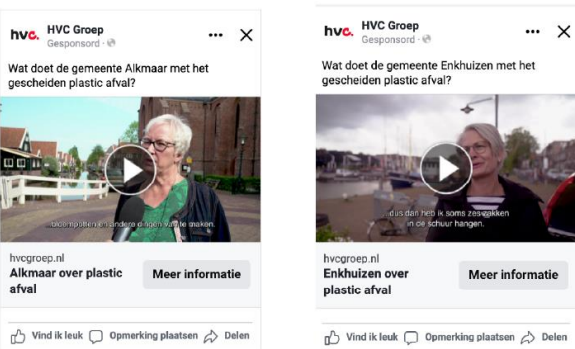 hvc.
HVC Groep
Gesponsord ·
Wat doet de gemeente Alkmaar met het
gescheiden plastic afval?
bloempotten en andere dingen van te maken.
hvcgroep.nl
Alkmaar over plastic
afval
Meer informatie
Vind ik leuk
Opmerking plaatsen
Delen
hvc.
HVC Groep
Gesponsord ·
Wat doet de gemeente Enkhuizen met het
gescheiden plastic afval?
dus dan heb ik soms zes zakken
in de schuur hangen.
hvcgroep.nl
Enkhuizen over
plastic afval
Meer informatie
Vind ik leuk
Opmerking plaatsen
Delen